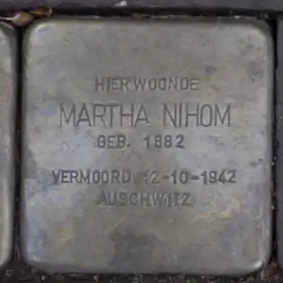 HIER WOONDE
MARTHA NIHOM
GEB. 1882
VERMOORD 12-10-1942
AUSCHWITZ